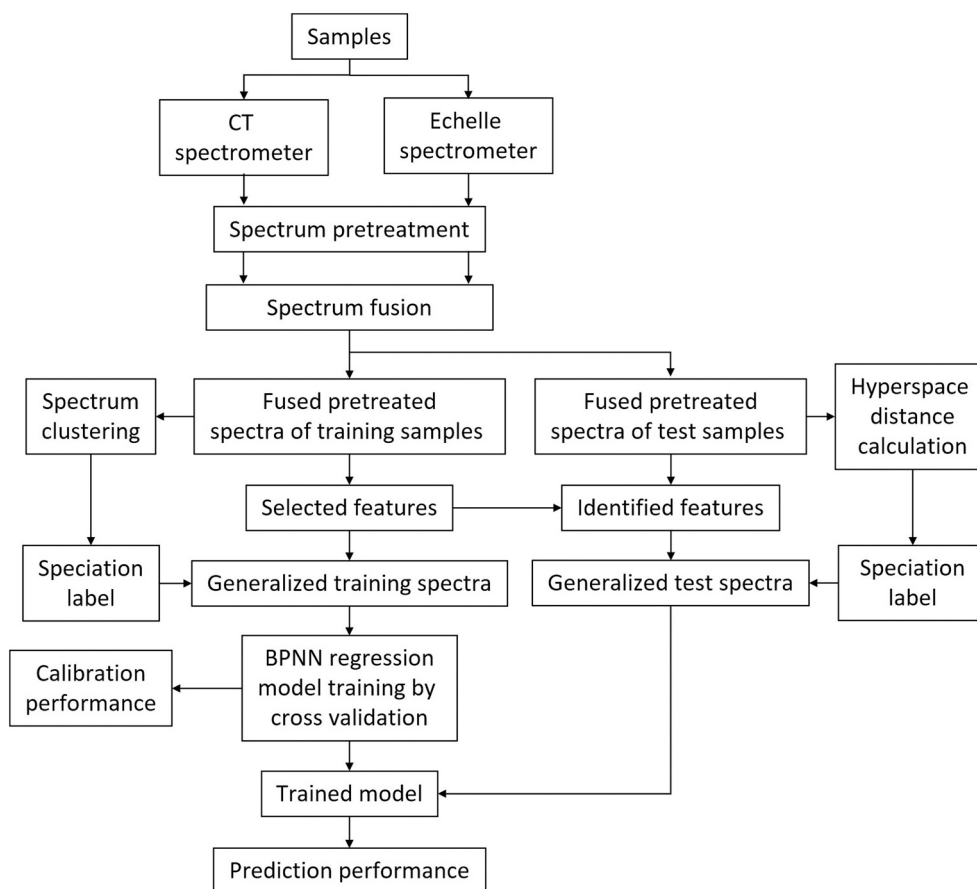 Samples
CT
spectrometer
Echelle
spectrometer
Spectrum pretreatment
Spectrum fusion
Spectrum
clustering
Fused pretreated
spectra of training samples
Fused pretreated
spectra of test samples
Hyperspace
distance
calculation
Selected features
Identified features
Speciation
label
Generalized training spectra
Generalized test spectra
Speciation
label
Calibration
performance
BPNN regression
model training by
cross validation
Trained model
Prediction performance